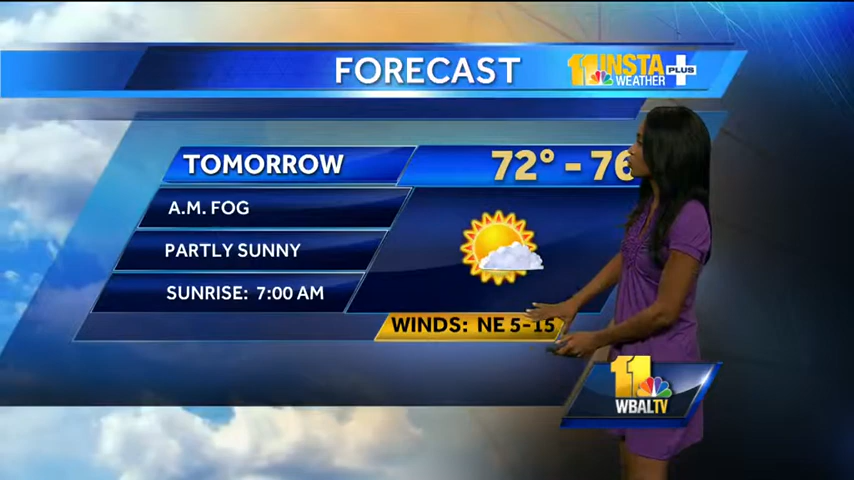 FORECAST
11 INSTA
WEATHER PLUS
TOMORROW
72° - 76
A.M. FOG
PARTLY SUNNY
SUNRISE: 7:00 AM
WINDS: NE 5-15
11
WBALTV